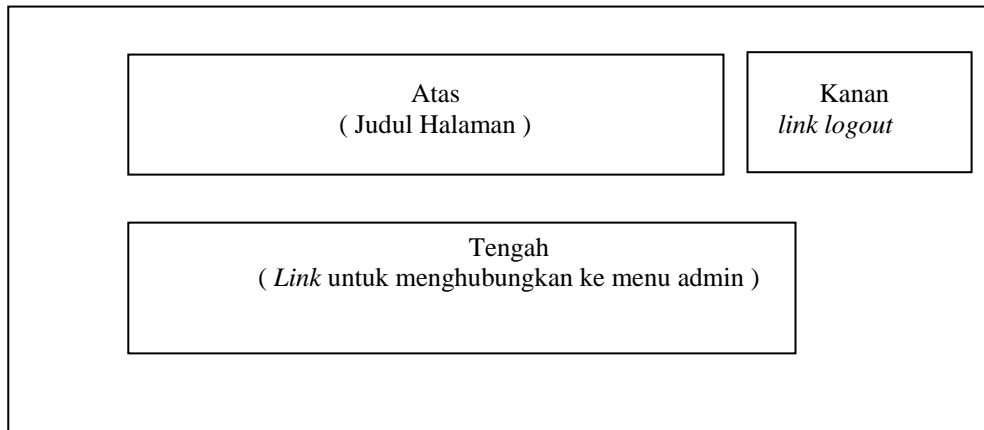 Atas
( Judul Halaman )
Kanan
link logout
Tengah
( Link untuk menghubungkan ke menu admin )